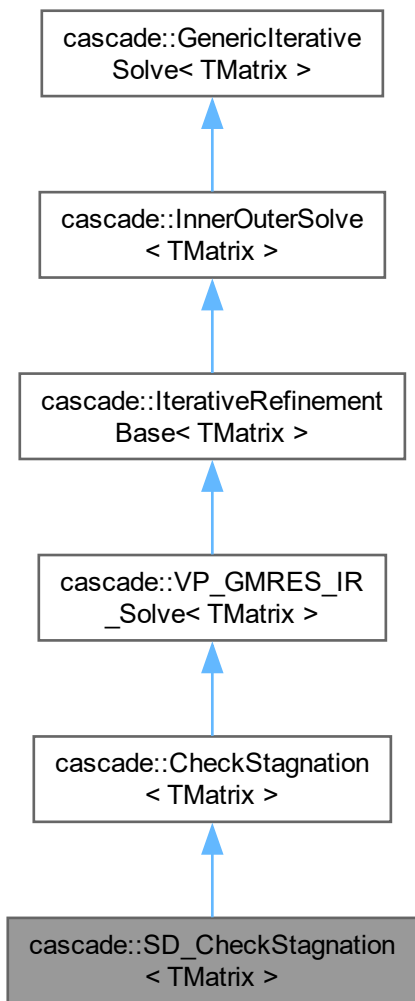 cascade::GenericIterative
Solve< TMatrix >
cascade::InnerOuterSolve
< TMatrix >
cascade::IterativeRefinement
Base< TMatrix >
cascade::VP_GMRES_IR
_Solve< TMatrix >
cascade::CheckStagnation
< TMatrix >
cascade::SD_CheckStagnation
< TMatrix >